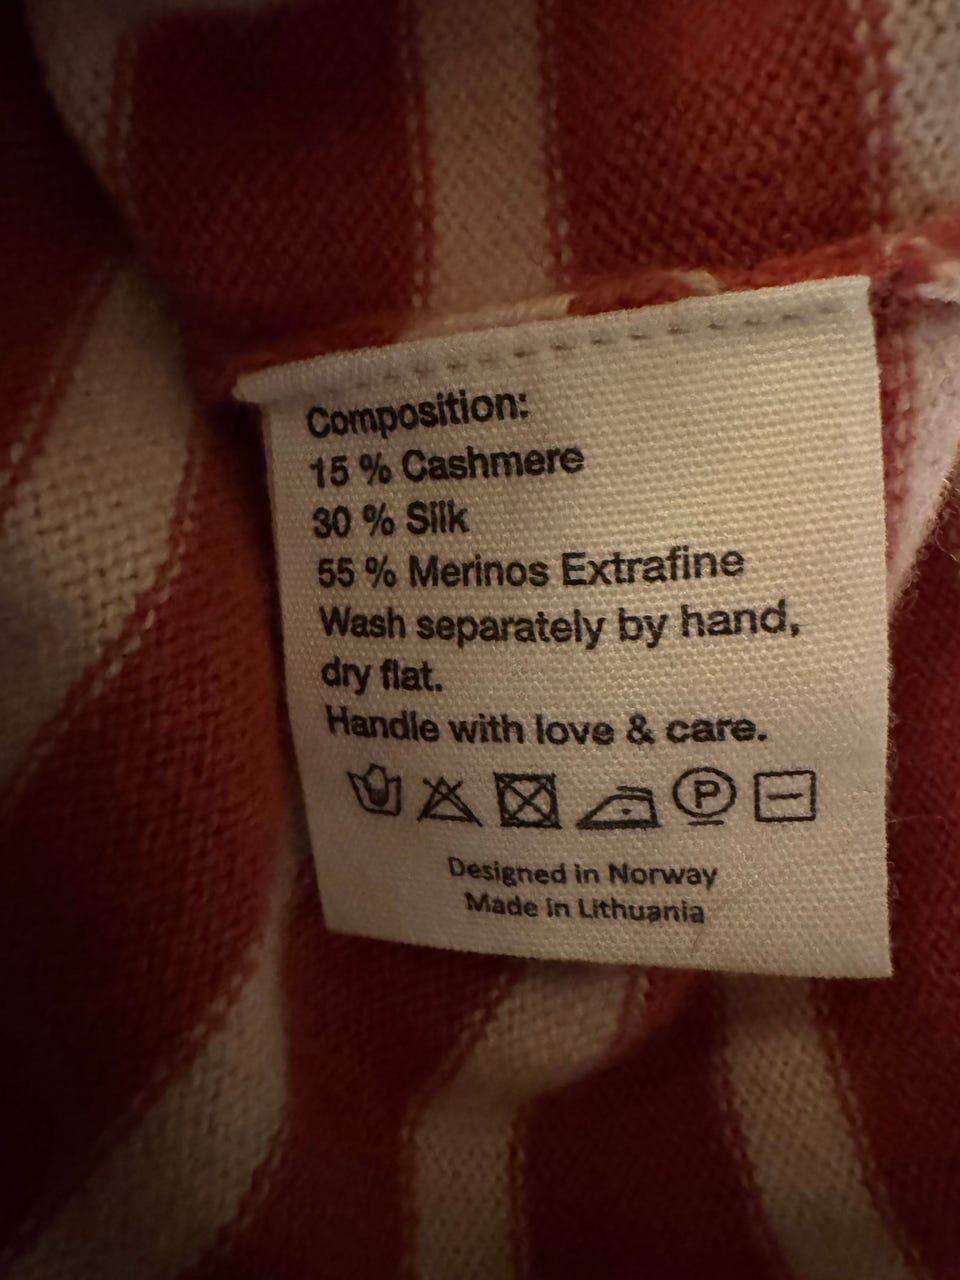 Composition:
15 % Cashmere
30 % Silk
55 % Merinos Extrafine
Wash separately by hand,
dry flat.
Handle with love & care.
P
Designed in Norway
Made in Lithuania